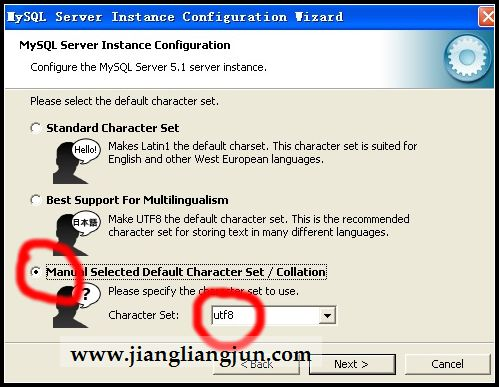 MySQL Server Instance Configuration Wizard
MySQL Server Instance Configuration
Configure the MySQL Server 5.1 server instance.
Please select the default character set.
Standard Character Set
Hello!
Makes Latin1 the default charset. This character set is suited for
English and other West European languages.
Best Support For Multilingualism
日本語
Make UTF8 the default character set. This is the recommended
character set for storing text in many different languages.
Manual Selected Default Character Set / Collation
?
Please specify the character set to use.
Character Set: utf8
www.jiangliangjun.com
< Back Next > Cancel